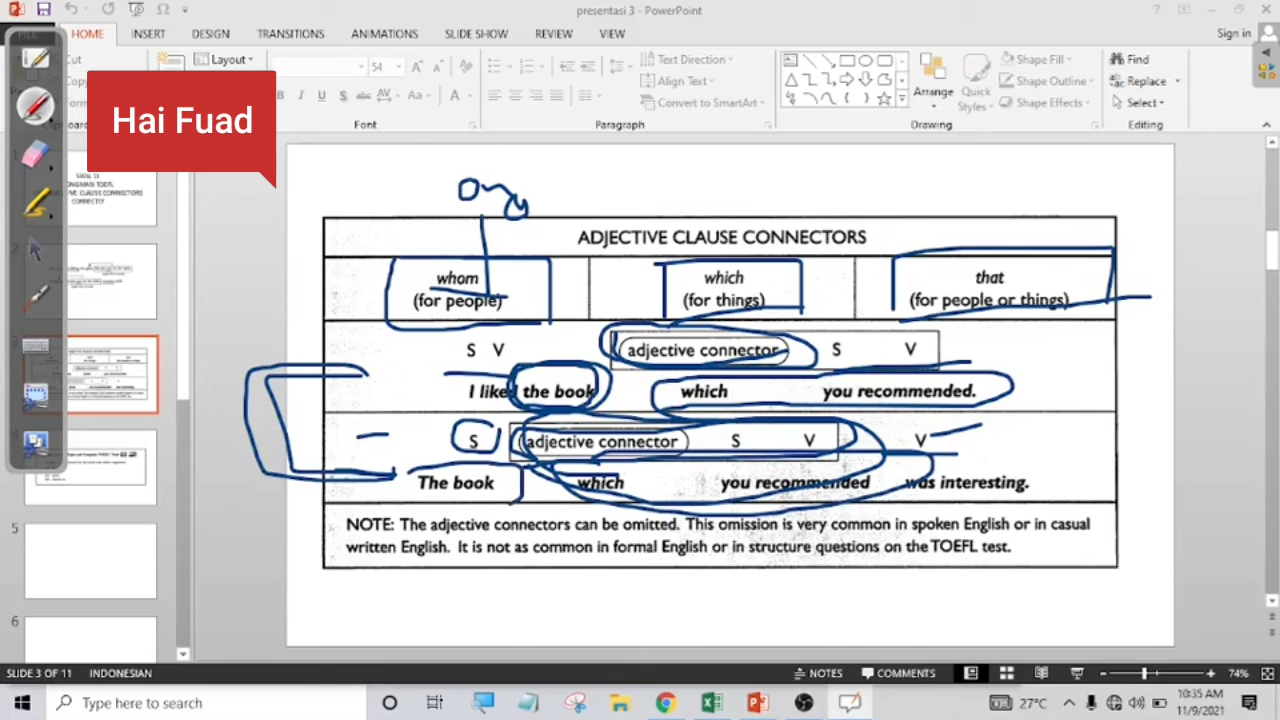 presentasi 3 - PowerPoint
FILE HOME INSERT DESIGN TRANSITIONS ANIMATIONS SLIDE SHOW REVIEW VIEW Sign in
Cut
Layout
54
Text Direction
Shape Fill
Find
Hai Fuad
Align Text
Shape Outline
Replace
Arrange
Quick
Styles
Convert to SmartArt
Shape Effects
Select
Font Paragraph Drawing Editing
ADJECTIVE CLAUSE CONNECTORS
whom which that
(for people) (for things) (for people or things)
S V adjective connector S V
I liked the book which you recommended.
S adjective connector S V V
The book which you recommended was interesting.
NOTE: The adjective connectors can be omitted. This omission is very common in spoken English or in casual
written English. It is not as common in formal English or in structure questions on the TOEFL test.
5
6
SLIDE 3 OF 11 INDONESIAN NOTES COMMENTS 74%
Type here to search 27°C 10:35 AM
11/9/2021